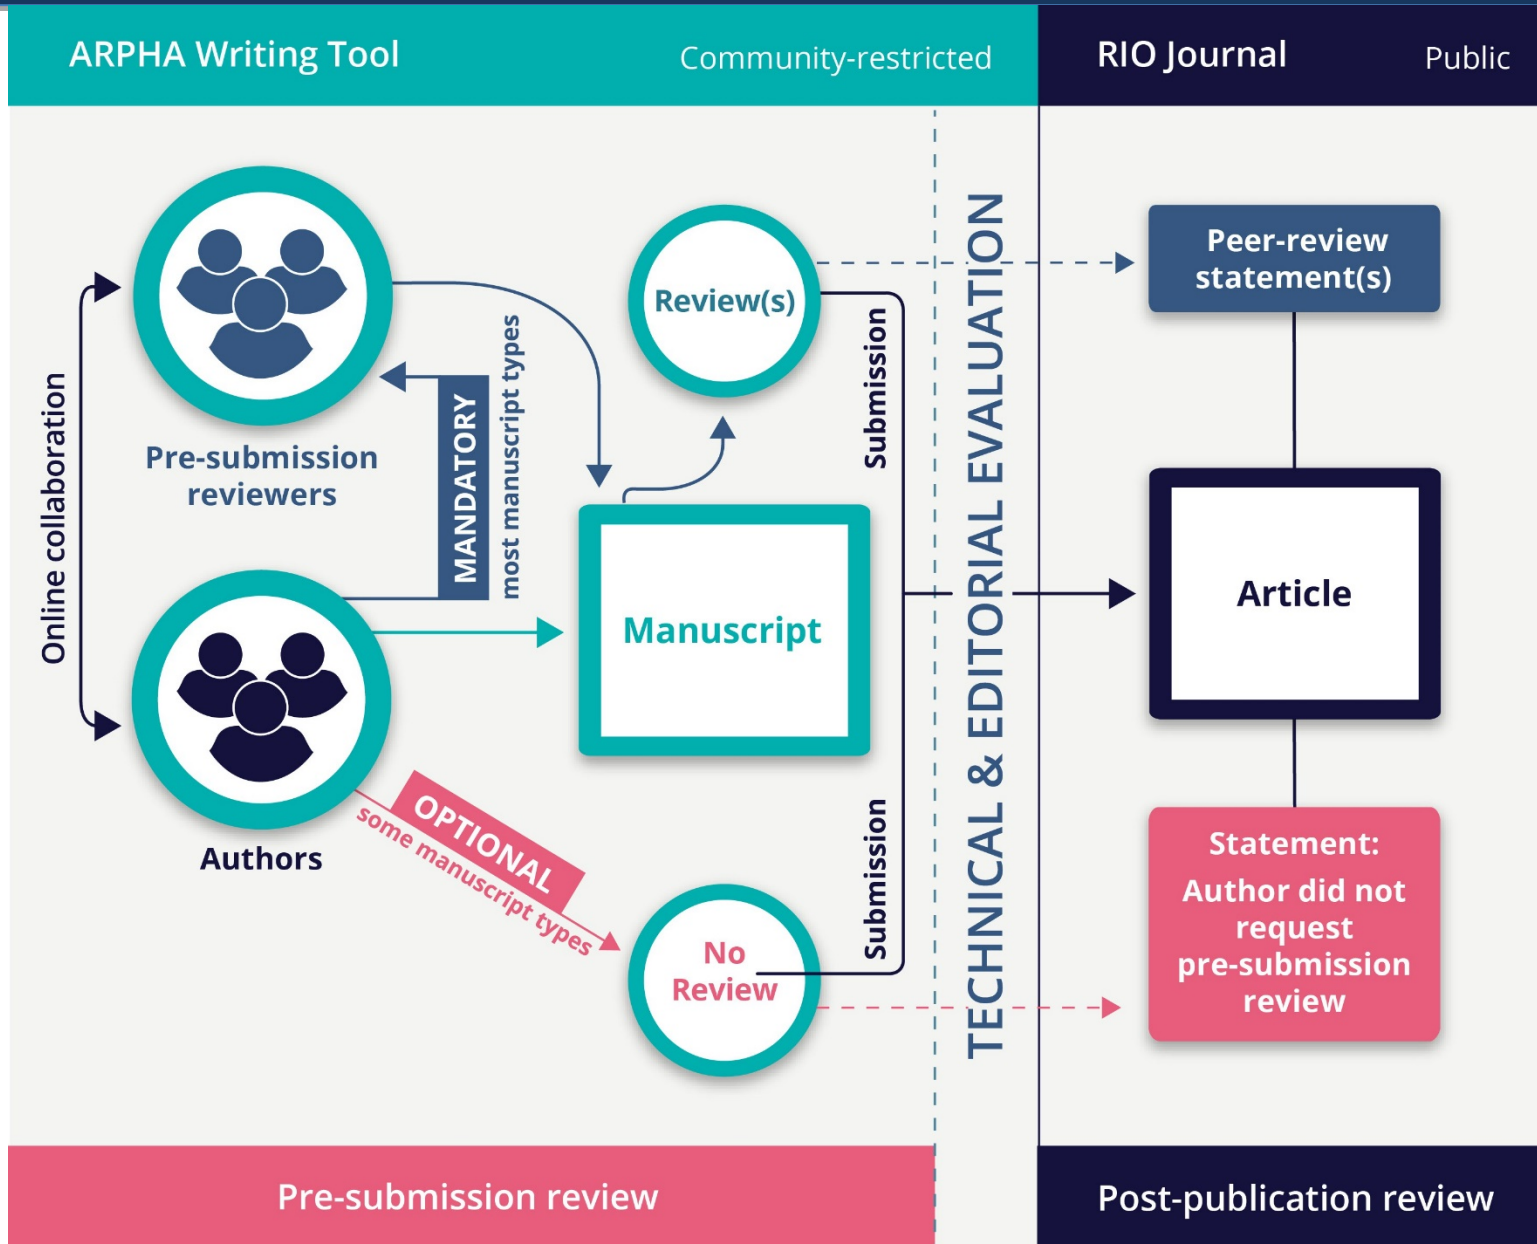 ARPHA Writing Tool
Community-restricted
RIO Journal
Public
Online collaboration
Pre-submission
reviewers
MANDATORY
most manuscript types
Authors
OPTIONAL
some manuscript types
Manuscript
Review(s)
No
Review
Submission
Submission
TECHNICAL & EDITORIAL EVALUATION
Peer-review
statement(s)
Article
Statement:
Author did not
request
pre-submission
review
Pre-submission review
Post-publication review